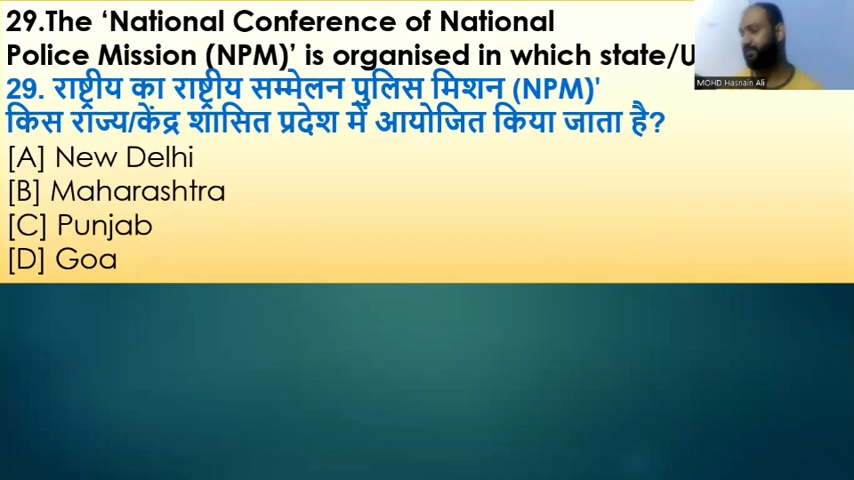 29.The ‘National Conference of National
Police Mission (NPM)’ is organised in which state/U
29. राष्ट्रीय का राष्ट्रीय सम्मेलन पुलिस मिशन (NPM)'
किस राज्य/केंद्र शासित प्रदेश में आयोजित किया जाता है?
[A] New Delhi
[B] Maharashtra
[C] Punjab
[D] Goa
MOHD Hasnain Ali